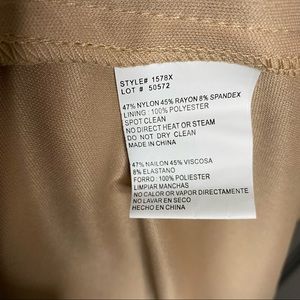 STYLE# 1578X
LOT # 50572
47% NYLON 45% RAYON 8% SPANDEX
LINING : 100% POLYESTER
SPOT CLEAN
NO DIRECT HEAT OR STEAM
DO NOT DRY CLEAN
MADE IN CHINA
47% NAILON 45% VISCOSA
8% ELASTANO
FORRO : 100% POLIESTER
LIMPIAR MANCHAS
NO CALOR OR VAPOR DIRECTAMENTE
NO LAVAR EN SECO
HECHO EN CHINA